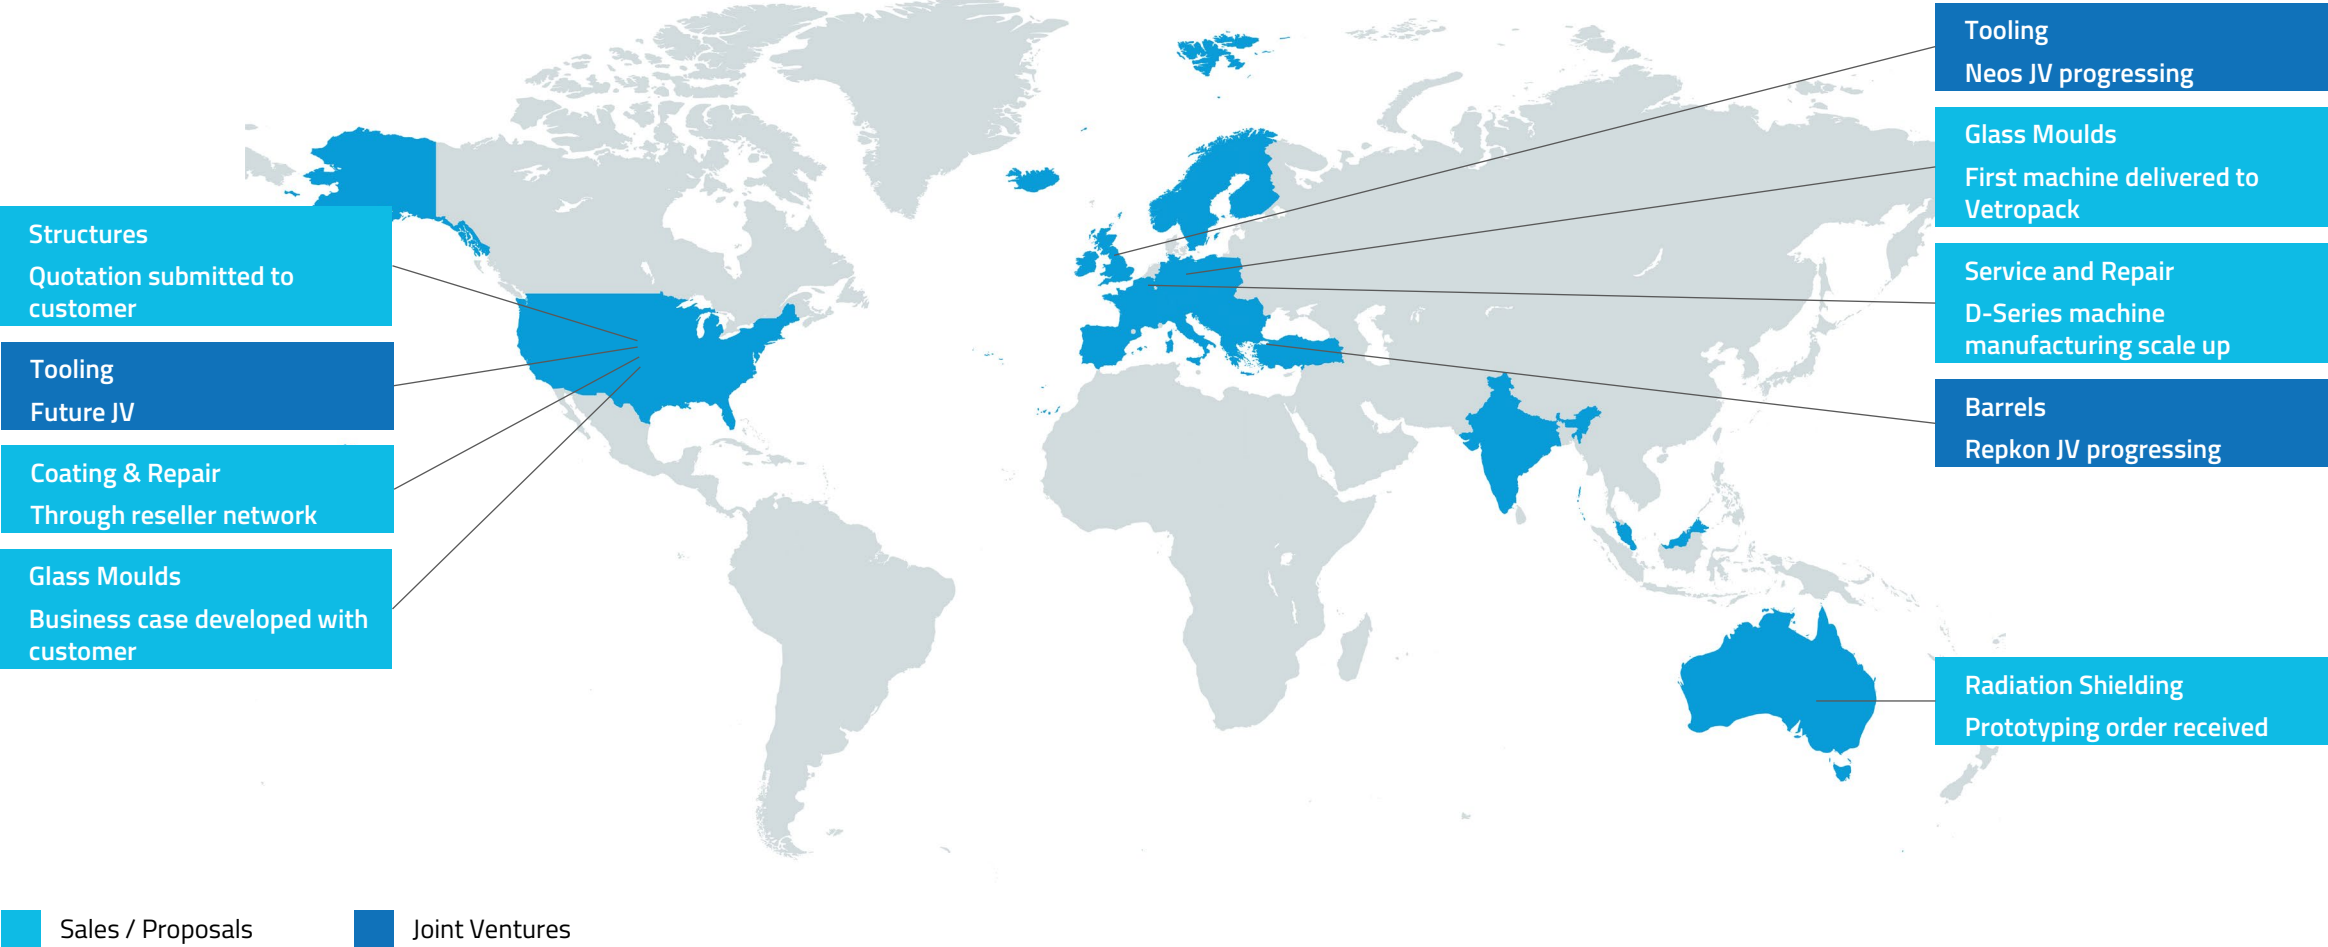 Structures
Quotation submitted to
customer
Tooling
Future JV
Coating & Repair
Through reseller network
Glass Moulds
Business case developed with
customer
Tooling
Neos JV progressing
Glass Moulds
First machine delivered to
Vetropack
Service and Repair
D-Series machine
manufacturing scale up
Barrels
Repkon JV progressing
Radiation Shielding
Prototyping order received
Sales / Proposals
Joint Ventures